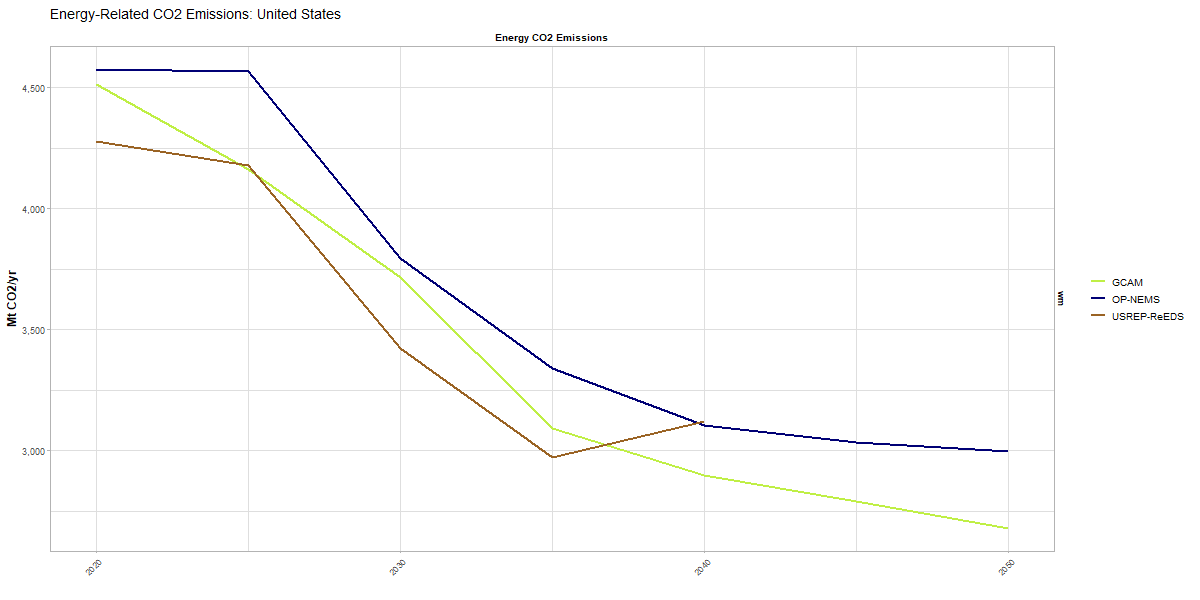 Energy-Related CO2 Emissions: United States
Energy CO2 Emissions
4,500
4,000
3,500
3,000
Mt CO2/yr
2020
2030
2040
2050
wm
GCAM
OP-NEMS
USREP-ReEDS